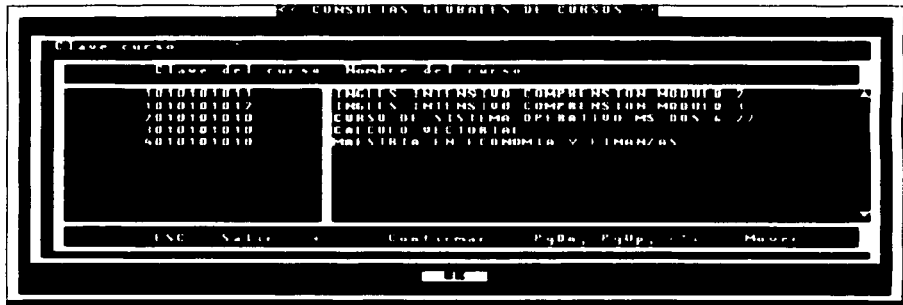 << CONSULTAS GLOBALES DE CURSOS >>
Clave curso
Clave del curso Nombre del curso
1010101011 INGLES INTENSIVO COMPRENSION MODULO 2
1010101012 INGLES INTENSIVO COMPRENSION MODULO 3
2010101010 CURSO DE SISTEMA OPERATIVO MS DOS 6.22
3010101010 CALCULO VECTORIAL
4010101010 MAESTRIA EN ECONOMIA Y FINANZAS
ESC Salir Confirmar PgDn, PgUp, Mover